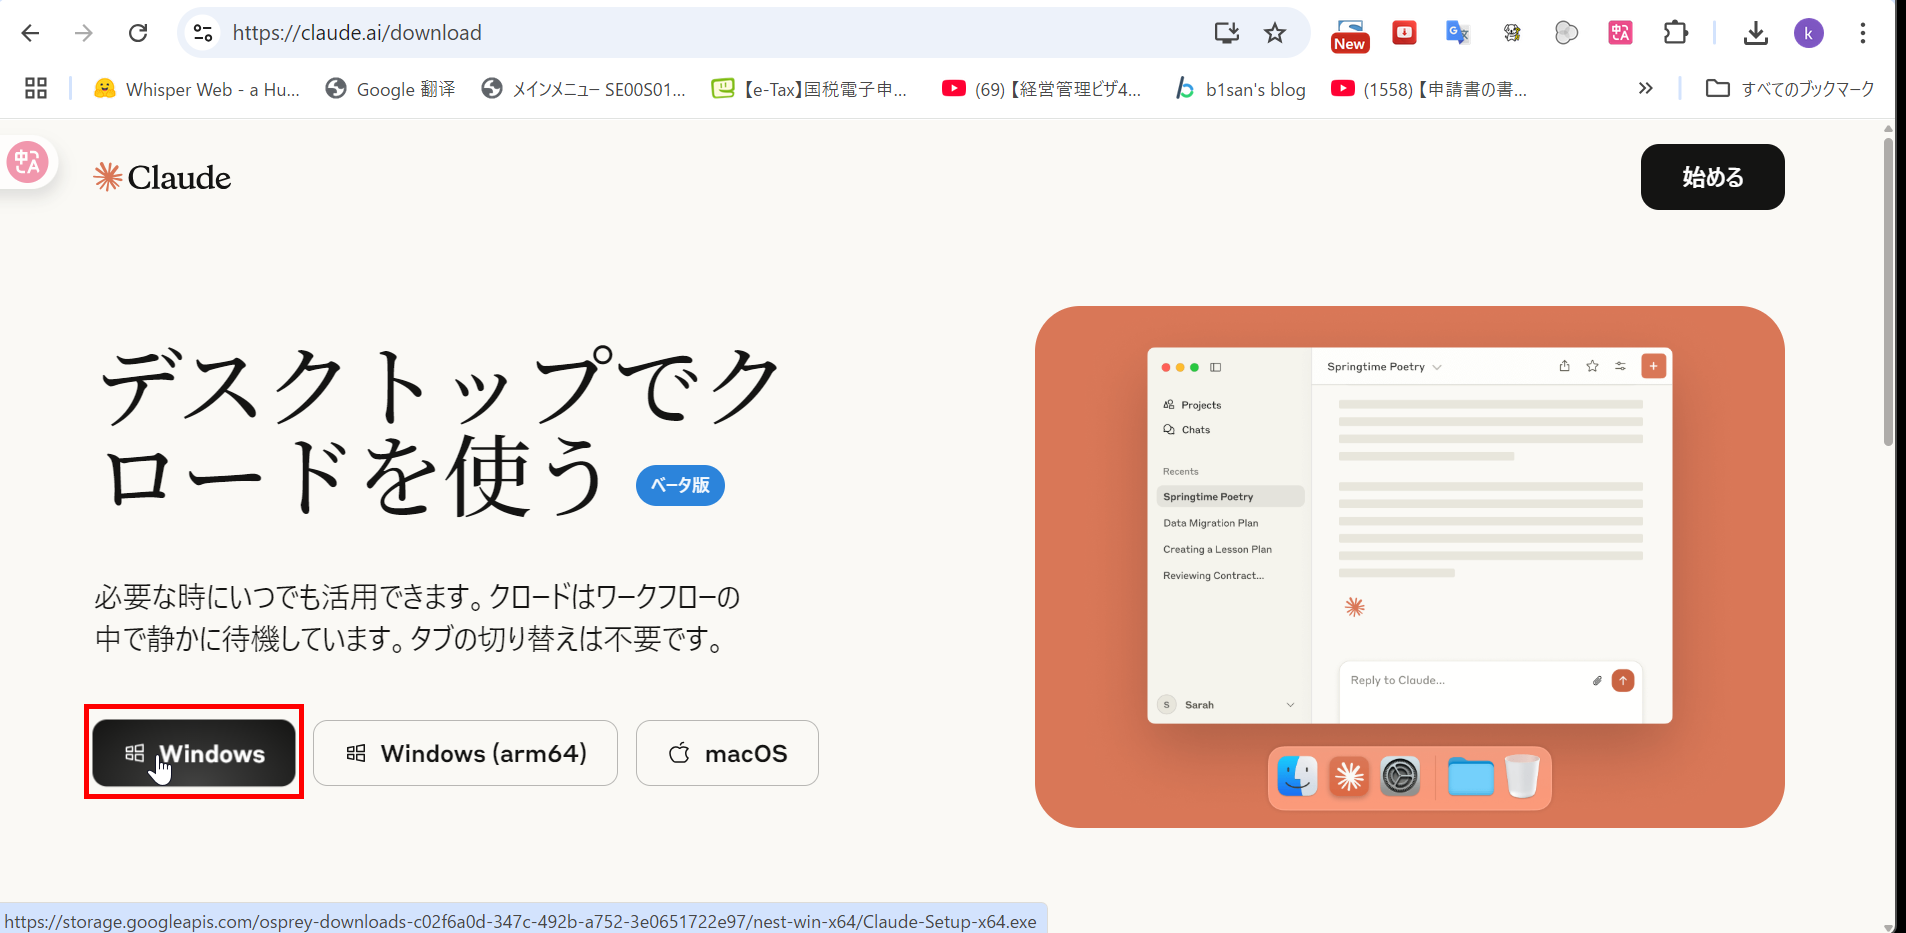 https://claude.ai/download
New
k
Whisper Web - a Hu...
Google 翻译
メインメニュー SE00S01...
【e-Tax】国税電子申...
(69)【経営管理ビザ4...
b1san's blog
(1558)【申請書の書...
すべてのブックマーク
中A
Claude
始める
デスクトップでク
ロードを使う
ベータ版
必要な時にいつでも活用できます。クロードはワークフローの
中で静かに待機しています。タブの切り替えは不要です。
Windows
Windows (arm64)
macOS
Springtime Poetry
Projects
Chats
Recents
Springtime Poetry
Data Migration Plan
Creating a Lesson Plan
Reviewing Contract...
Reply to Claude...
S
Sarah
https://storage.googleapis.com/osprey-downloads-c02f6a0d-347c-492b-a752-3e0651722e97/nest-win-x64/Claude-Setup-x64.exe